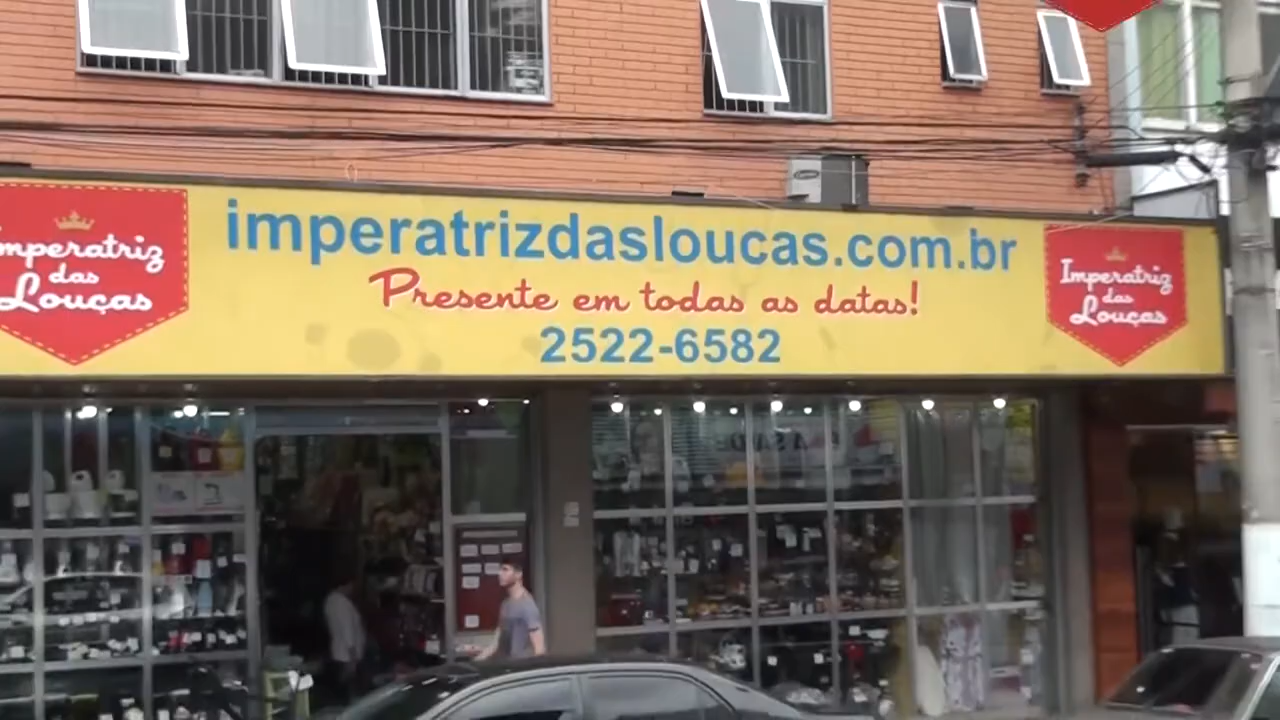 Imperatriz
das
Louças
imperatrizdasloucas.com.br
Presente em todas as datas!
2522-6582
Imperatriz
das
Louças